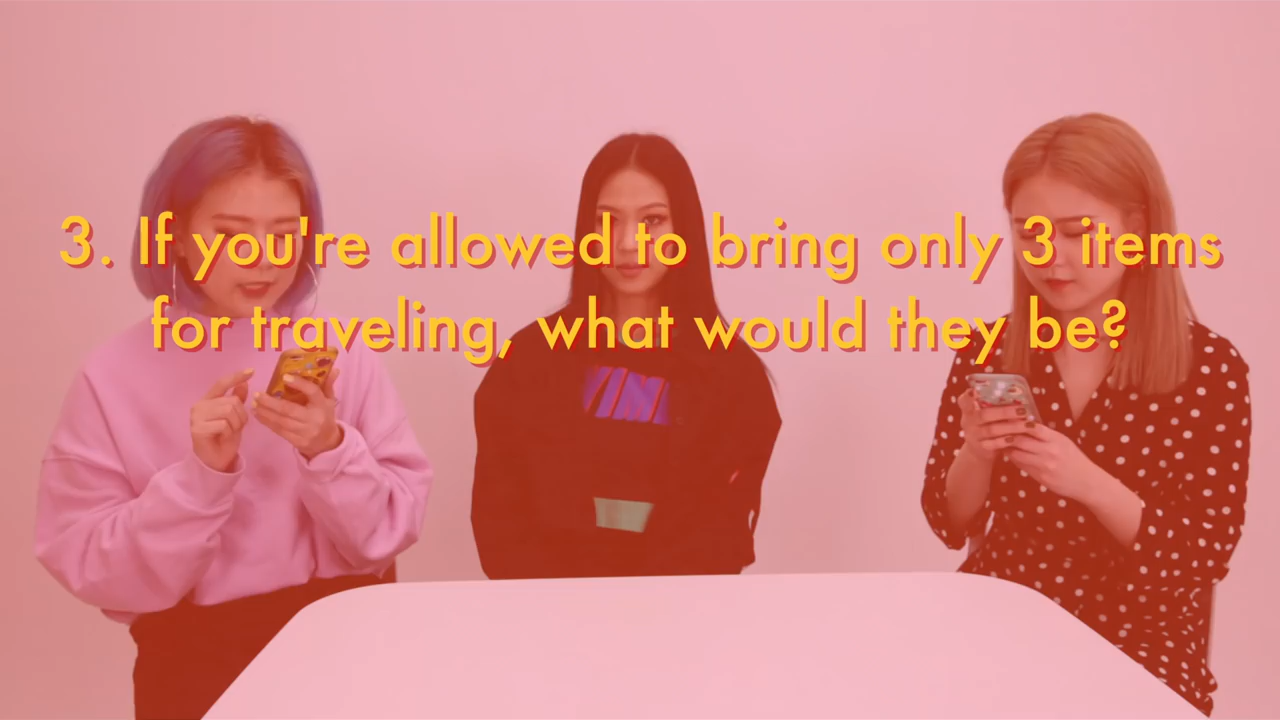 3. If you're allowed to bring only 3 items
for traveling, what would they be?